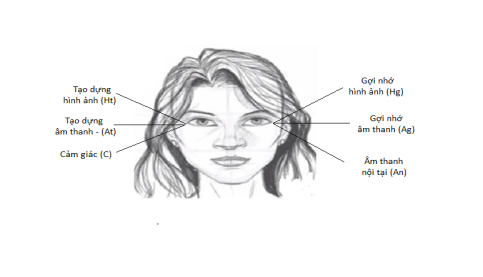 Tạo dựng
hình ảnh (Ht)
Tạo dựng
âm thanh - (At)
Cảm giác (C)
Gợi nhớ
hình ảnh (Hg)
Gợi nhớ
âm thanh (Ag)
Âm thanh
nội tại (An)